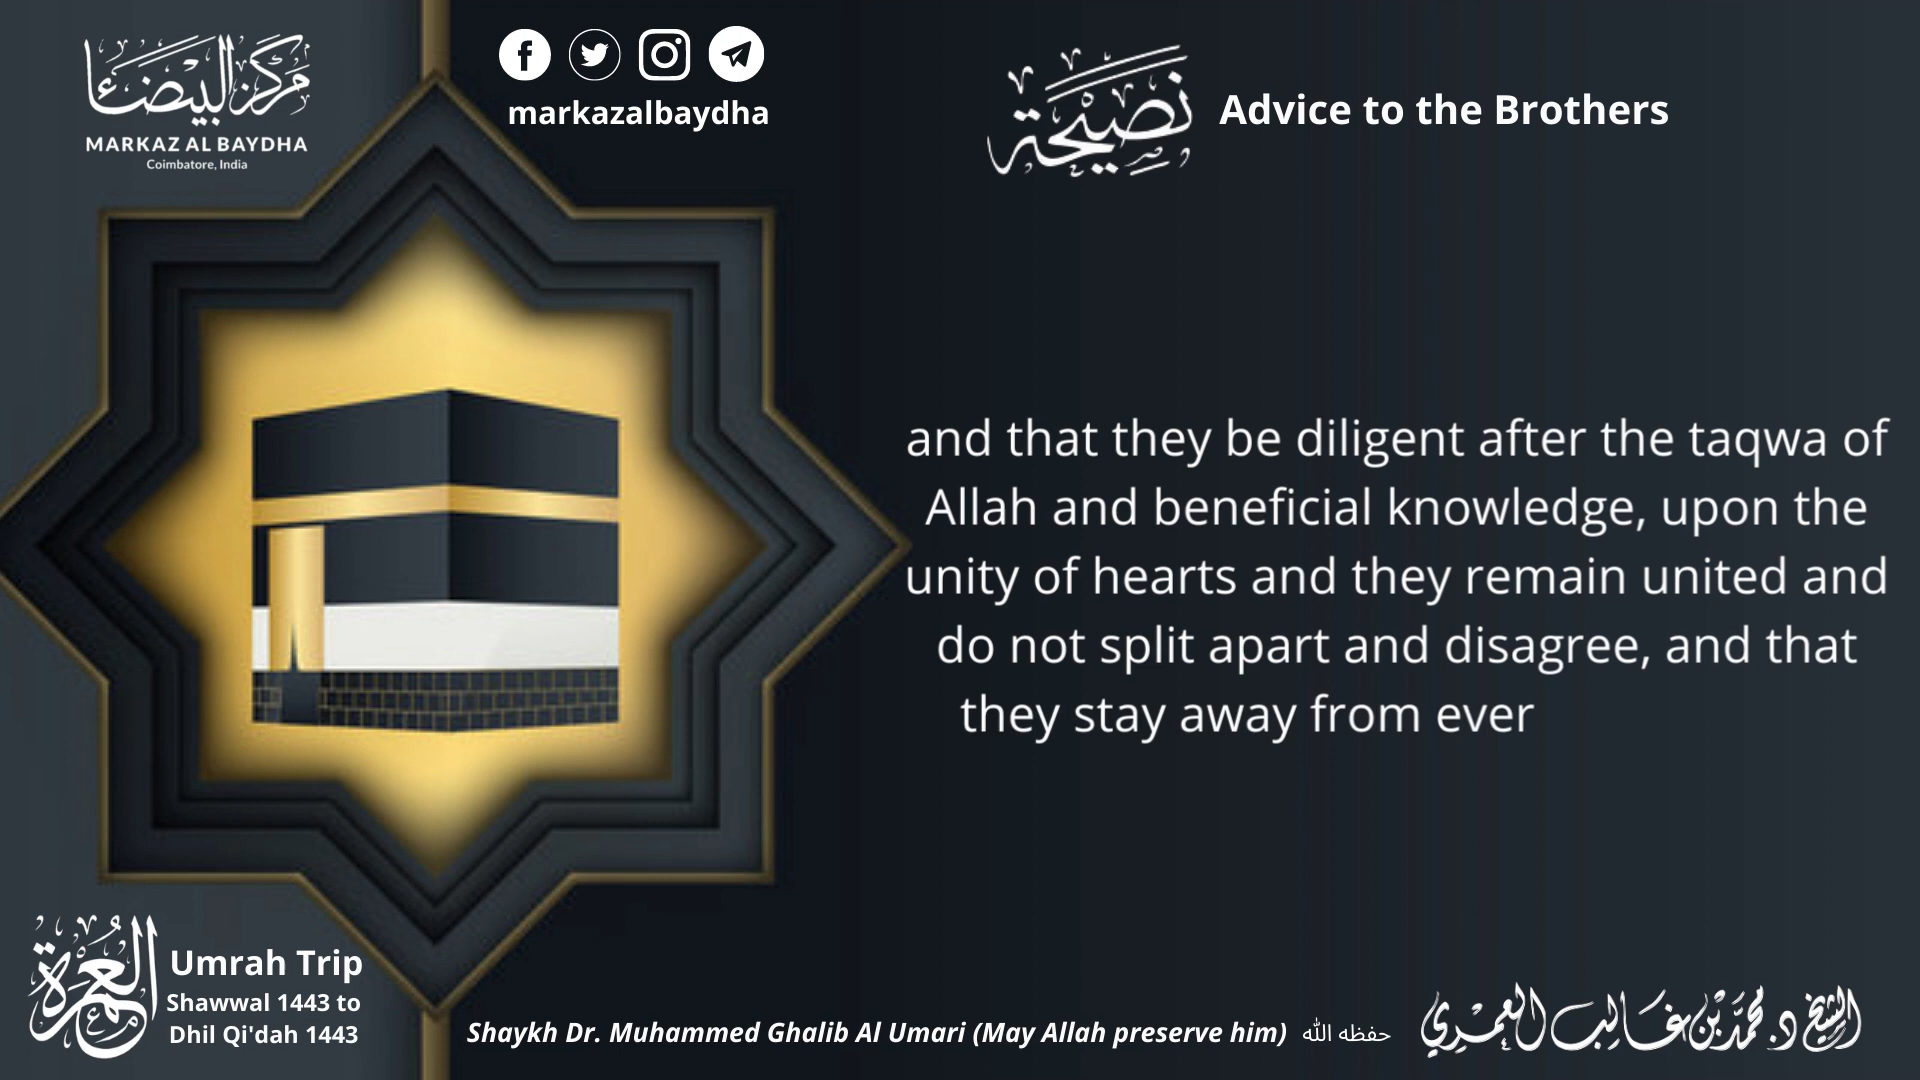 مركز البيضاء
MARKAZ AL BAYDHA
Coimbatore, India
markazalbaydha
نصيحة
Advice to the Brothers
and that they be diligent after the taqwa of
Allah and beneficial knowledge, upon the
unity of hearts and they remain united and
do not split apart and disagree, and that
they stay away from ever
العمرة
Umrah Trip
Shawwal 1443 to
Dhil Qi'dah 1443
Shaykh Dr. Muhammed Ghalib Al Umari (May Allah preserve him) حفظه الله
الشيخ د. محمد بن غالب العمري